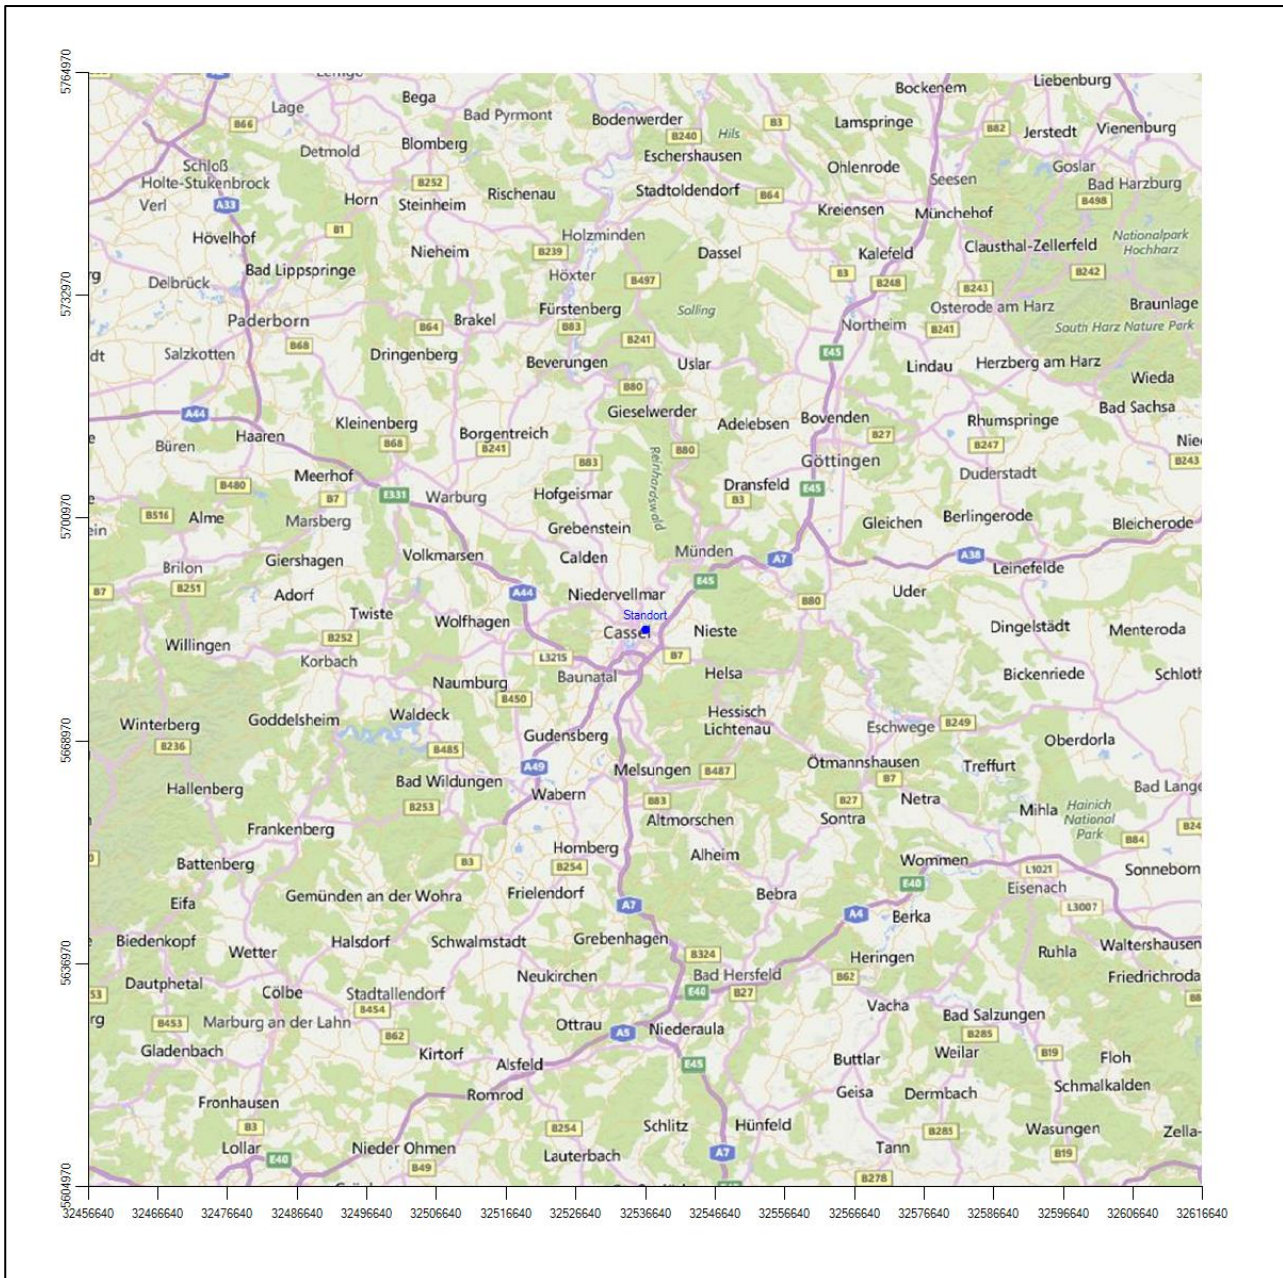 5764970
Lage
Bega
Bad Pyrmont
Bodenwerder
B3
Lamspringe
Bockenem
Liebenburg
B66
Detmold
Blomberg
B240
Hils
Eschershausen
B82
Jerstedt
Vienenburg
Schloß
Holte-Stukenbrock
B252
Rischenau
Stadtoldendorf
B64
Ohlenrode
Seesen
Goslar
Bad Harzburg
Verl
A33
Horn
Steinheim
Kreiensen
Münchehof
B498
Hövelhof
B1
Nieheim
B239
Holzminden
Dassel
Kalefeld
Clausthal-Zellerfeld
Nationalpark
Hochharz
Delbrück
Bad Lippspringe
Höxter
B497
B3
B248
B243
B242
5732970
Paderborn
B64
Brakel
Fürstenberg
B83
Solling
Northeim
Osterode am Harz
Braunlage
B241
South Harz Nature Park
Salzkotten
B68
Dringenberg
Beverungen
B241
Uslar
E45
Lindau
Herzberg am Harz
Wieda
A44
B80
Gieselwerder
Adelebsen
Bovenden
Rhumspringe
Bad Sachsa
Büren
Haaren
Kleinenberg
B68
Borgentreich
B241
B83
Reinhardswald
B80
B27
Göttingen
B247
B243
Meerhof
B480
B7
E331
Warburg
Hofgeismar
Dransfeld
B3
E45
Duderstadt
5700970
B516
Alme
Marsberg
Grebenstein
Gleichen
Berlingerode
Bleicherode
Brilon
Giershagen
Volkmarsen
Calden
Münden
A7
A38
Leinefelde
B7
B251
Adorf
A44
Niedervellmar
E45
B80
Uder
Twiste
Wolfhagen
Standort
Cassel
Nieste
Dingelstädt
Menteroda
Willingen
B252
Korbach
L3215
Baunatal
B7
Helsa
Bickenriede
Naumburg
B450
5668970
Winterberg
B236
Goddelsheim
Waldeck
B485
Gudensberg
Hessisch
Lichtenau
Eschwege
B249
Oberdorla
Hallenberg
Bad Wildungen
A49
Melsungen
B487
Ötmannshausen
B7
Treffurt
B253
Wabern
B83
B27
Netra
Mihla
Hainich
National
Park
Frankenberg
Altmorschen
Sontra
B84
Battenberg
B3
Homberg
B254
Alheim
Wommen
L1021
Sonneborn
Eifa
Gemünden an der Wohra
Frielendorf
A7
Bebra
E40
Eisenach
A4
Berka
L3007
Biedenkopf
Wetter
Halsdorf
Schwalmstadt
Grebenhagen
B324
Heringen
Ruhla
Waltershausen
5636970
Dautphetal
Cölbe
Stadtallendorf
Neukirchen
Bad Hersfeld
E40
B27
B62
Friedrichroda
B453
Marburg an der Lahn
B454
B62
Ottrau
A5
Niederaula
Vacha
Bad Salzungen
B285
Gladenbach
Kirtorf
Alsfeld
E45
Buttlar
Weilar
B19
Floh
Fronhausen
Romrod
Geisa
Dermbach
Schmalkalden
B3
B254
Schlitz
Hünfeld
B285
Wasungen
Zella-
Lollar
E40
Nieder Ohmen
B49
Lauterbach
A7
Tann
B278
B19
5604970
32456640 32466640 32476640 32486640 32496640 32506640 32516640 32526640 32536640 32546640 32556640 32566640 32576640 32586640 32596640 32606640 32616640